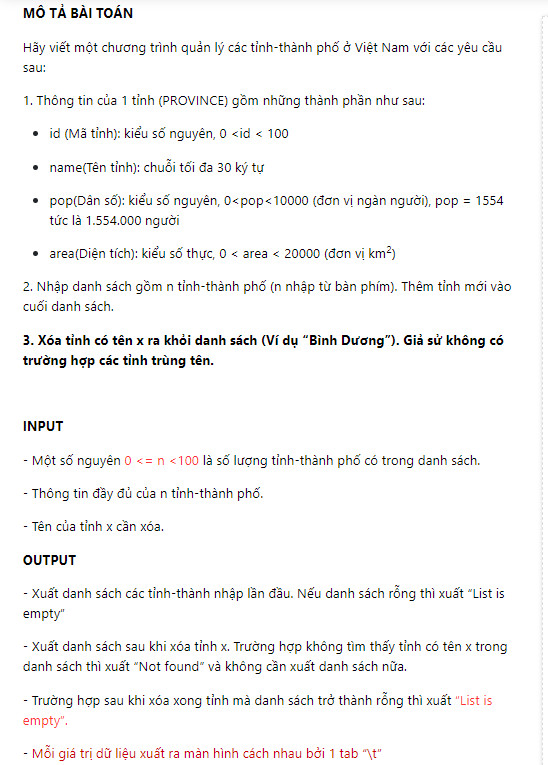 MÔ TẢ BÀI TOÁN
Hãy viết một chương trình quản lý các tỉnh-thành phố ở Việt Nam với các yêu cầu
sau:
1. Thông tin của 1 tỉnh (PROVINCE) gồm những thành phần như sau:
• id (Mã tỉnh): kiểu số nguyên, 0 <id < 100
• name(Tên tỉnh): chuỗi tối đa 30 ký tự
• pop(Dân số): kiểu số nguyên, 0<pop<10000 (đơn vị ngàn người), pop = 1554
tức là 1.554.000 người
• area(Diện tích): kiểu số thực, 0 < area < 20000 (đơn vị km²)
2. Nhập danh sách gồm n tỉnh-thành phố (n nhập từ bàn phím). Thêm tỉnh mới vào
cuối danh sách.
3. Xóa tỉnh có tên x ra khỏi danh sách (Ví dụ “Bình Dương”). Giả sử không có
trường hợp các tỉnh trùng tên.
INPUT
- Một số nguyên 0 <= n <100 là số lượng tỉnh-thành phố có trong danh sách.
- Thông tin đầy đủ của n tỉnh-thành phố.
- Tên của tỉnh x cần xóa.
OUTPUT
- Xuất danh sách các tỉnh-thành nhập lần đầu. Nếu danh sách rỗng thì xuất “List is
empty”
- Xuất danh sách sau khi xóa tỉnh x. Trường hợp không tìm thấy tỉnh có tên x trong
danh sách thì xuất “Not found” và không cần xuất danh sách nữa.
- Trường hợp sau khi xóa xong tỉnh mà danh sách trở thành rỗng thì xuất “List is
empty”.
- Mỗi giá trị dữ liệu xuất ra màn hình cách nhau bởi 1 tab “\t”